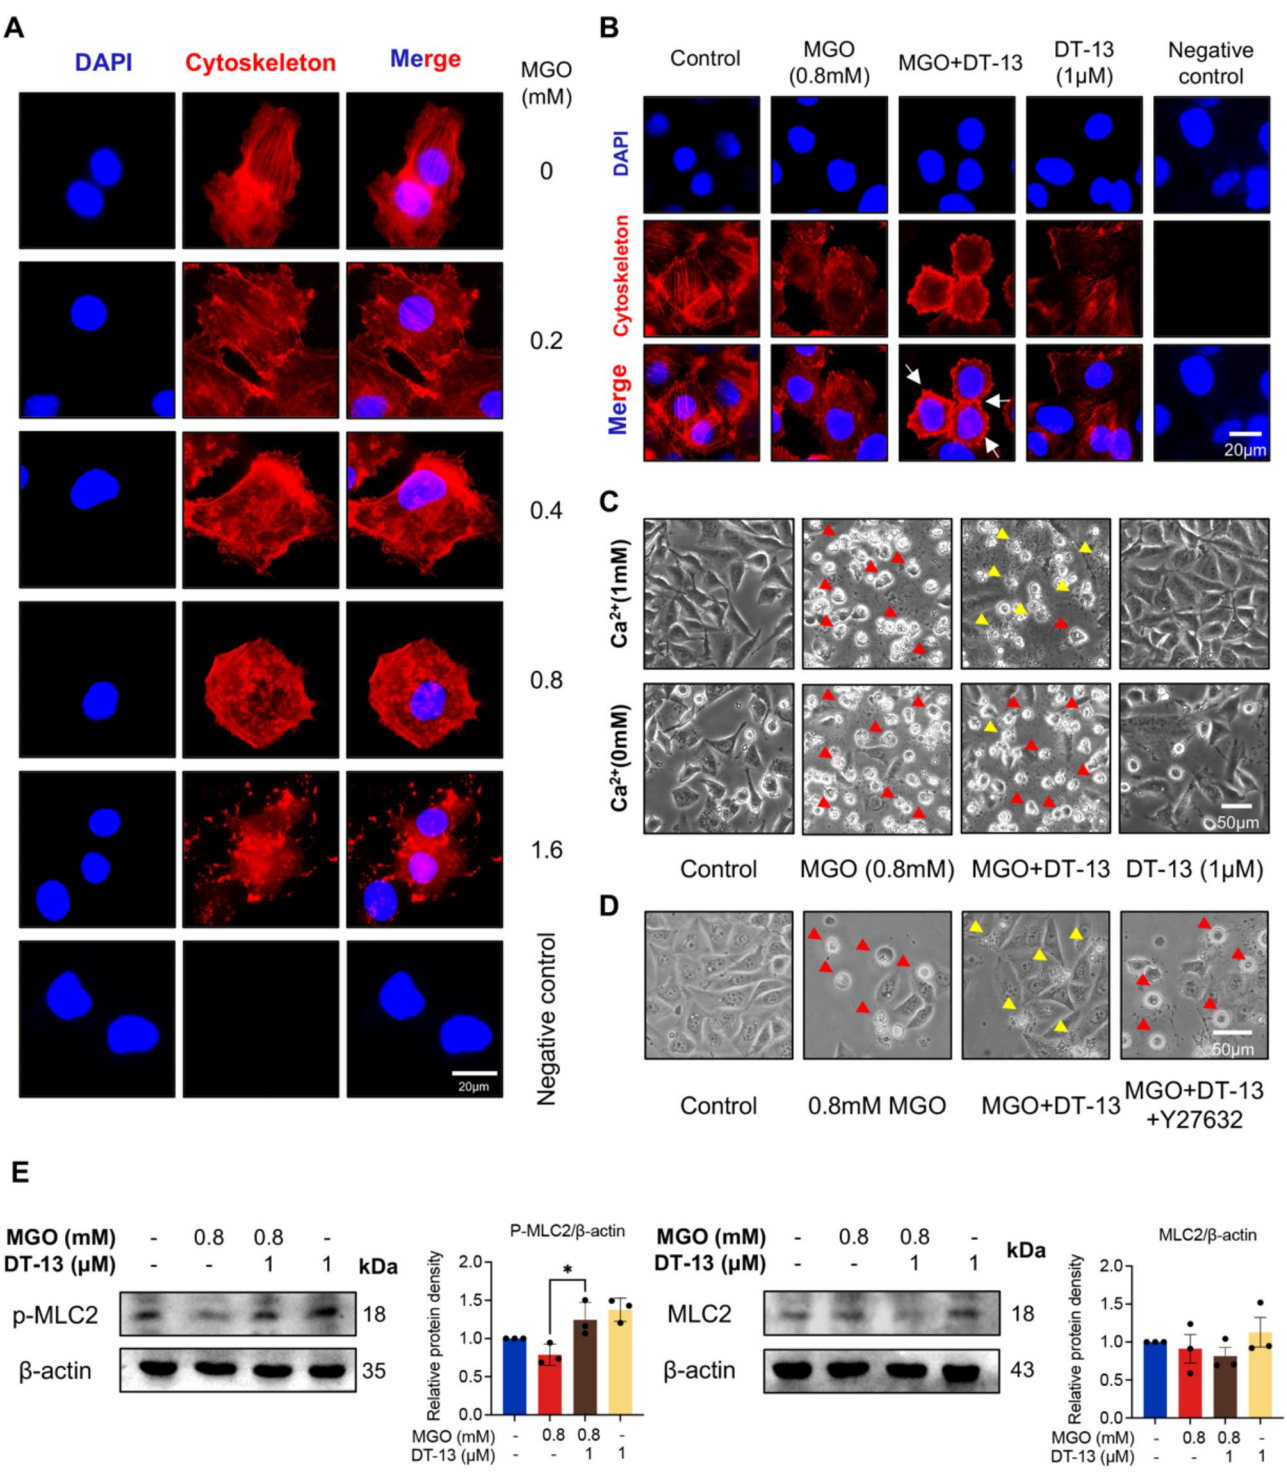 A
DAPI
Cytoskeleton
Merge
MGO
(mM)
0
0.2
0.4
0.8
1.6
Negative control
20μm
B
Control
MGO
(0.8mM)
MGO+DT-13
DT-13
(1μM)
Negative
control
DAPI
Cytoskeleton
Merge
20μm
C
Ca²⁺(1mM)
Ca²⁺(0mM)
50μm
Control
MGO (0.8mM)
MGO+DT-13
DT-13 (1μM)
D
50μm
Control
0.8mM MGO
MGO+DT-13
MGO+DT-13
+Y27632
E
MGO (mM) - 0.8 0.8 -
DT-13 (μM) - - 1 1 kDa
p-MLC2 18
β-actin 35
P-MLC2/β-actin
Relative protein density
2.0
1.5
1.0
0.5
0.0
*
MGO (mM) - 0.8 0.8 -
DT-13 (μM) - - 1 1
MGO (mM) - 0.8 0.8 -
DT-13 (μM) - - 1 1 kDa
MLC2 18
β-actin 43
MLC2/β-actin
Relative protein density
2.0
1.5
1.0
0.5
0.0
MGO (mM) - 0.8 0.8 -
DT-13 (μM) - - 1 1